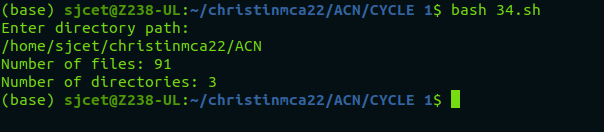 (base) sjcet@Z238-UL:~/christinmca22/ACN/CYCLE 1$ bash 34.sh
Enter directory path:
/home/sjcet/christinmca22/ACN
Number of files: 91
Number of directories: 3
(base) sjcet@Z238-UL:~/christinmca22/ACN/CYCLE 1$